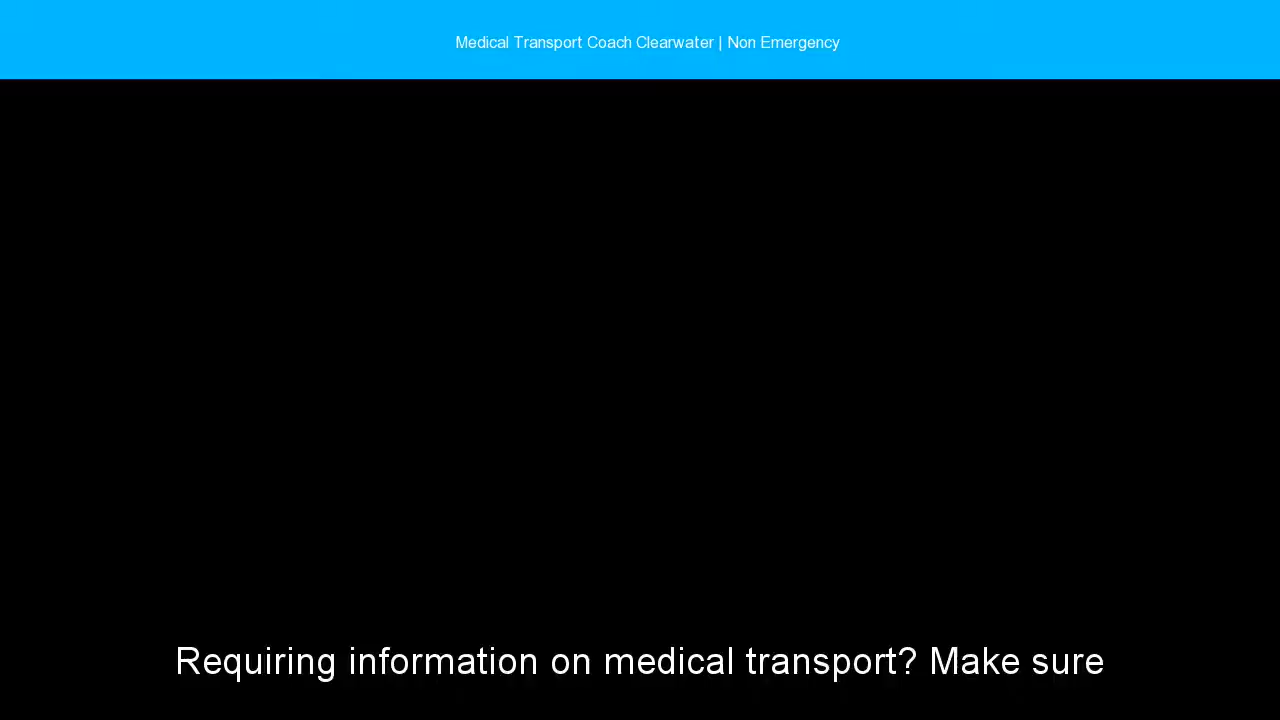 Medical Transport Coach Clearwater | Non Emergency
Requiring information on medical transport? Make sure